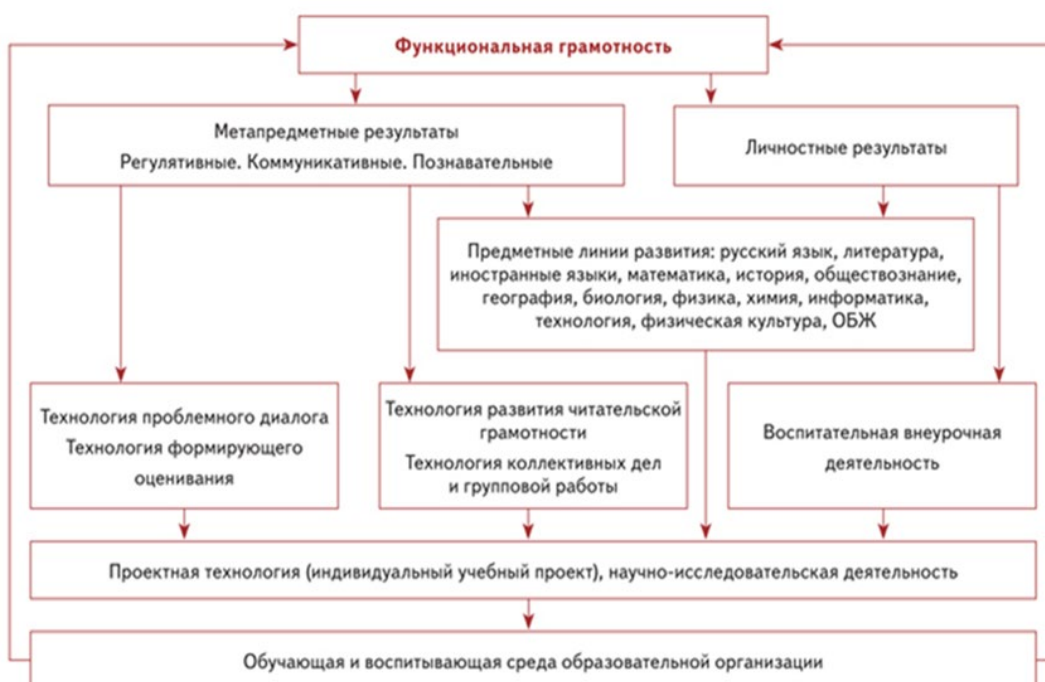 Функциональная грамотность
Метапредметные результаты
Регулятивные. Коммуникативные. Познавательные
Личностные результаты
Предметные линии развития: русский язык, литература,
иностранные языки, математика, история, обществознание,
география, биология, физика, химия, информатика,
технология, физическая культура, ОБЖ
Технология проблемного диалога
Технология формирующего
оценивания
Технология развития читательской
грамотности
Технология коллективных дел
и групповой работы
Воспитательная внеурочная
деятельность
Проектная технология (индивидуальный учебный проект), научно-исследовательская деятельность
Обучающая и воспитывающая среда образовательной организации